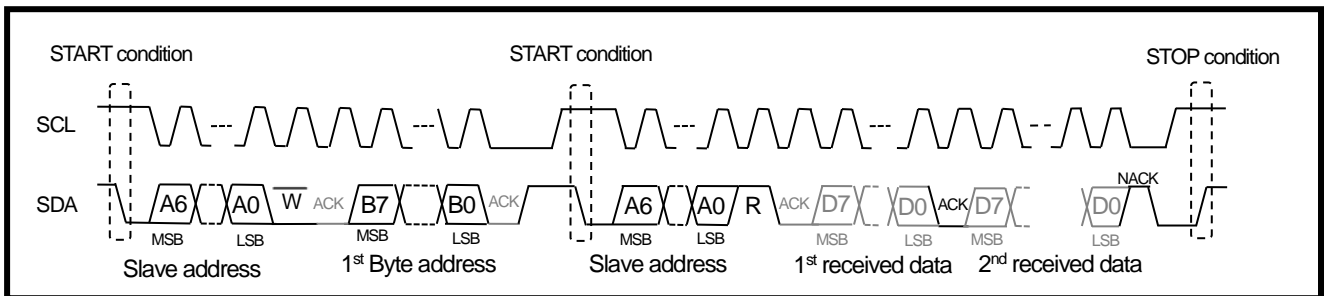 START condition START condition STOP condition
SCL
SDA A6 A0 W ACK B7 B0 ACK A6 A0 R ACK D7 D0 ACK D7 D0 NACK
MSB LSB MSB LSB MSB LSB MSB LSB MSB LSB
Slave address 1st Byte address Slave address 1st received data 2nd received data